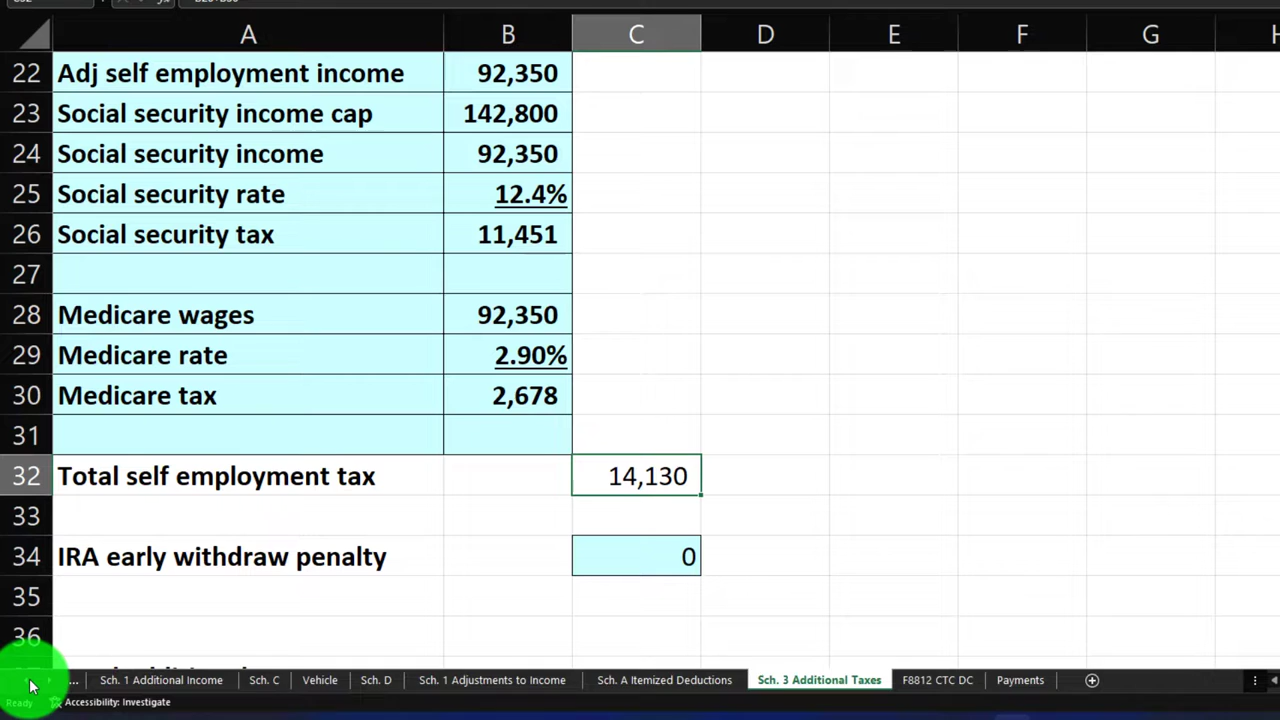 A B C D E F G H
22 Adj self employment income 92,350
23 Social security income cap 142,800
24 Social security income 92,350
25 Social security rate 12.4%
26 Social security tax 11,451
27
28 Medicare wages 92,350
29 Medicare rate 2.90%
30 Medicare tax 2,678
31
32 Total self employment tax 14,130
33
34 IRA early withdraw penalty 0
35
36
... Sch. 1 Additional Income Sch. C Vehicle Sch. D Sch. 1 Adjustments to Income Sch. A Itemized Deductions Sch. 3 Additional Taxes F8812 CTC DC Payments
Ready Accessibility: Investigate